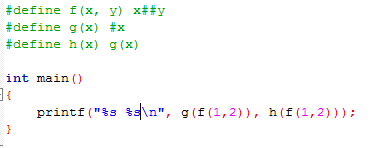 #define f(x, y) x##y
#define g(x) #x
#define h(x) g(x)
int main()
{
printf("%s %s\n", g(f(1,2)), h(f(1,2)));
}